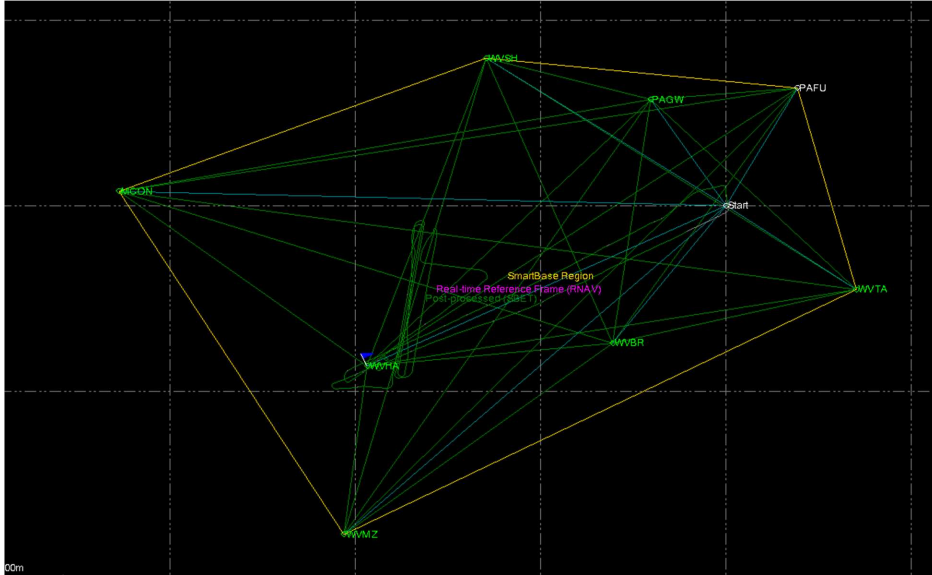 WVSH
PAFU
PAGW
MGDN
Start
SmartBase Region
Real-time Reference Frame (RNAV)
WVTA
Post-processed (SBET)
WVBR
WVHA
WVMZ
00m